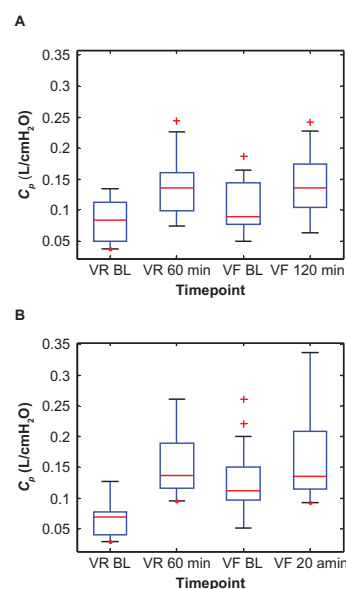 A
0.35
0.3
0.25
0.2
0.15
0.1
0.05
Cp (L/cmH2O)
VR BL VR 60 min VF BL VF 120 min
Timepoint
B
0.35
0.3
0.25
0.2
0.15
0.1
0.05
Cp (L/cmH2O)
VR BL VR 60 min VF BL VF 20 amin
Timepoint